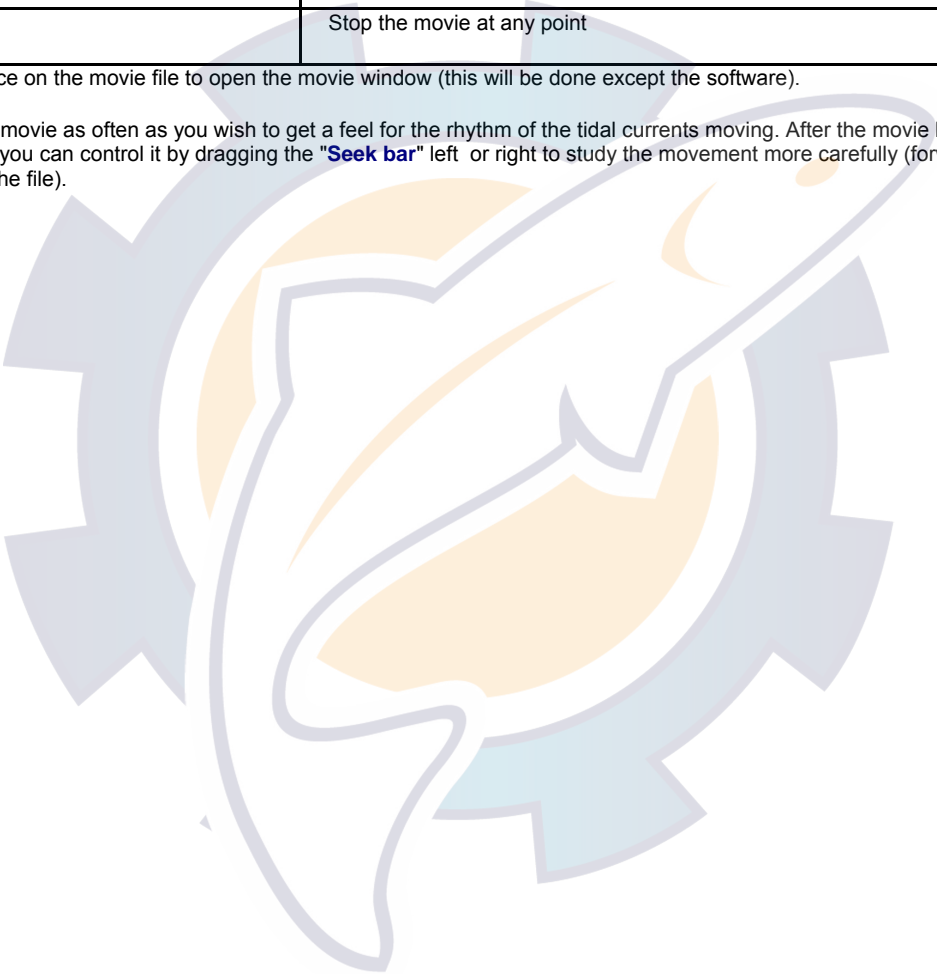 Stop the movie at any point
ce on the movie file to open the movie window (this will be done except the software).
movie as often as you wish to get a feel for the rhythm of the tidal currents moving. After the movie
you can control it by dragging the "Seek bar" left or right to study the movement more carefully (for
he file).